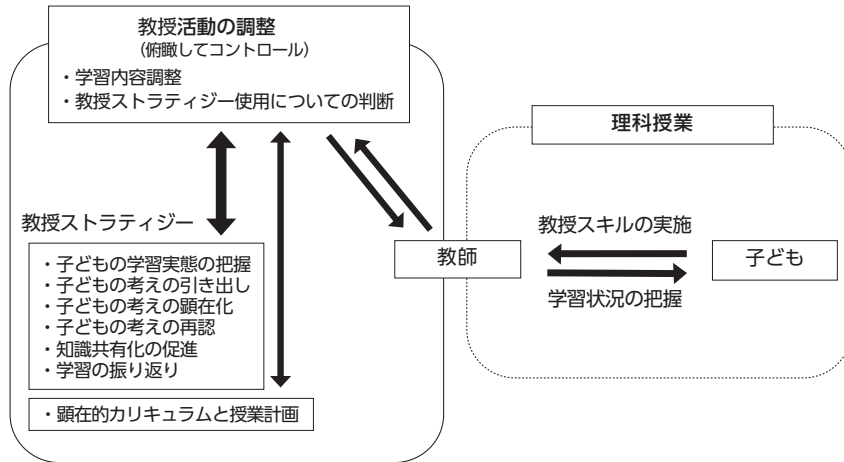 教授活動の調整
(俯瞰してコントロール)
・学習内容調整
・教授ストラティジー使用についての判断
理科授業
教授ストラティジー
・子どもの学習実態の把握
・子どもの考えの引き出し
・子どもの考えの顕在化
・子どもの考えの再認
・知識共有化の促進
・学習の振り返り
・顕在的カリキュラムと授業計画
教師
教授スキルの実施
学習状況の把握
子ども